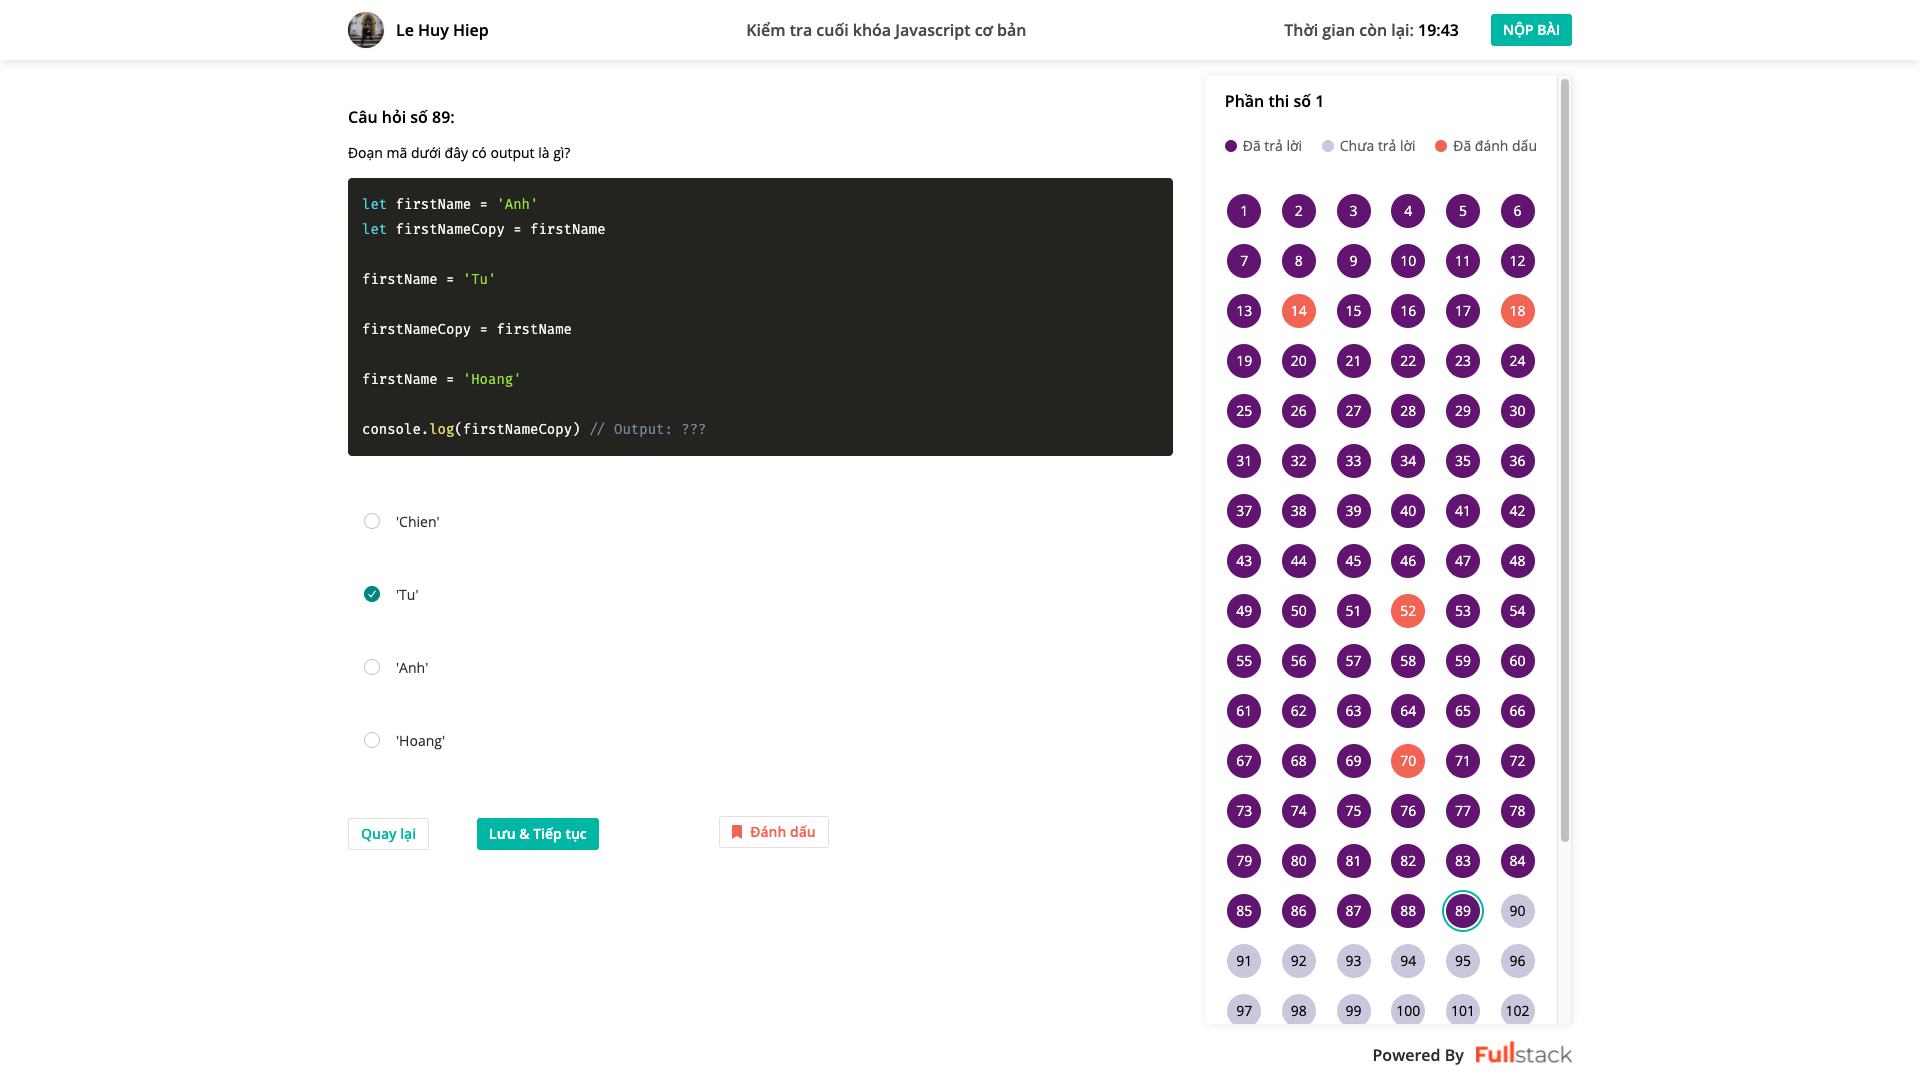 Le Huy Hiep
Kiểm tra cuối khóa Javascript cơ bản
Thời gian còn lại: 19:43
NỘP BÀI
Câu hỏi số 89:
Đoạn mã dưới đây có output là gì?
let firstName = 'Anh'
let firstNameCopy = firstName
firstName = 'Tu'
firstNameCopy = firstName
firstName = 'Hoang'
console.log(firstNameCopy) // Output: ???
'Chien'
'Tu'
'Anh'
'Hoang'
Quay lại
Lưu & Tiếp tục
Đánh dấu
Phần thi số 1
Đã trả lời Chưa trả lời Đã đánh dấu
1 2 3 4 5 6
7 8 9 10 11 12
13 14 15 16 17 18
19 20 21 22 23 24
25 26 27 28 29 30
31 32 33 34 35 36
37 38 39 40 41 42
43 44 45 46 47 48
49 50 51 52 53 54
55 56 57 58 59 60
61 62 63 64 65 66
67 68 69 70 71 72
73 74 75 76 77 78
79 80 81 82 83 84
85 86 87 88 89 90
91 92 93 94 95 96
97 98 99 100 101 102
Powered By Fullstack